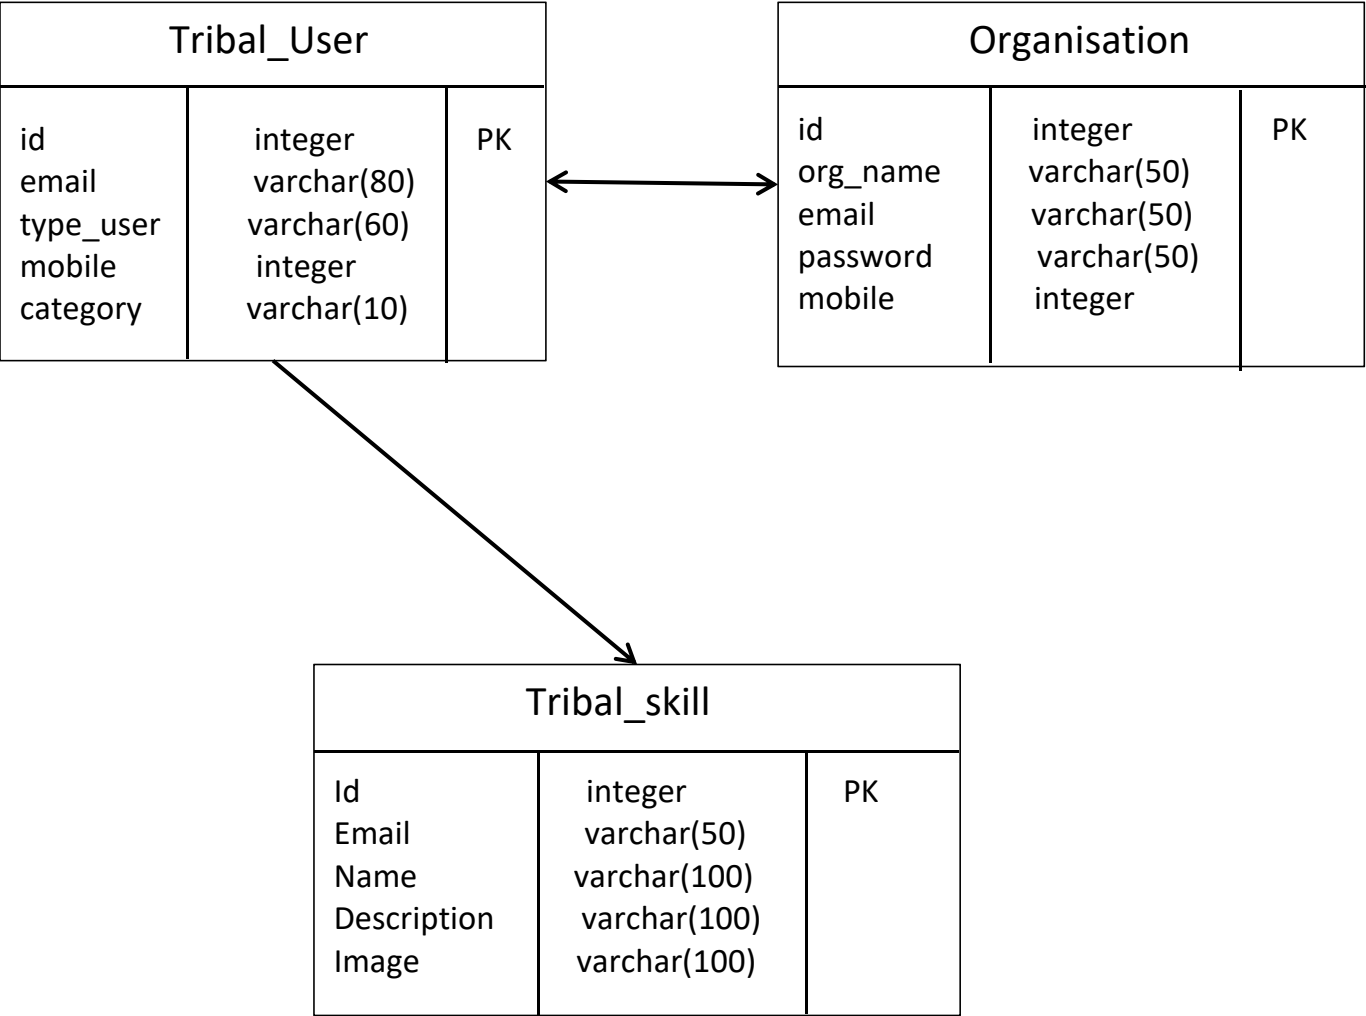 Tribal_User
id integer PK
email varchar(80)
type_user varchar(60)
mobile integer
category varchar(10)
Organisation
id integer PK
org_name varchar(50)
email varchar(50)
password varchar(50)
mobile integer
Tribal_skill
Id integer PK
Email varchar(50)
Name varchar(100)
Description varchar(100)
Image varchar(100)